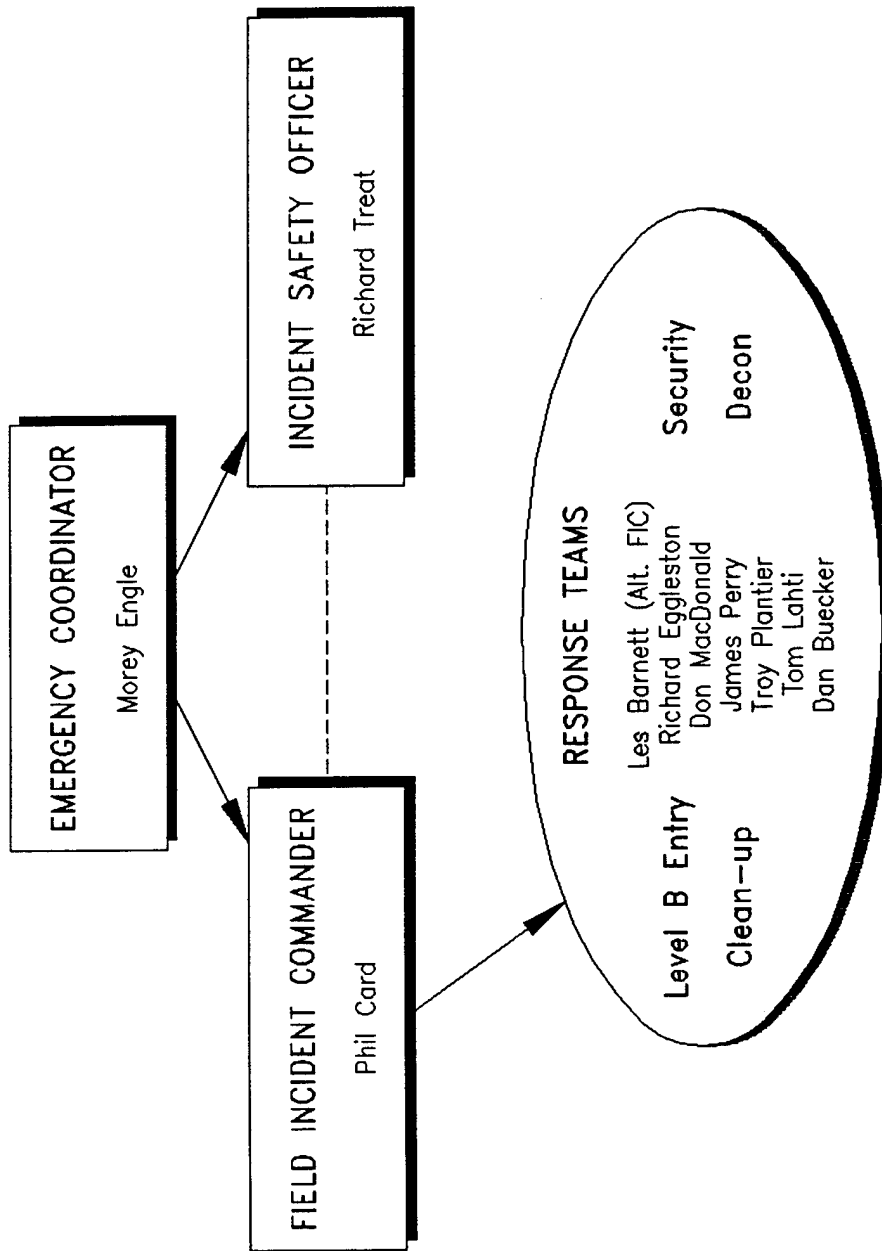 EMERGENCY COORDINATOR
Morey Engle
FIELD INCIDENT COMMANDER
Phil Card
INCIDENT SAFETY OFFICER
Richard Treat
RESPONSE TEAMS
Les Barnett (Alt. FIC)
Richard Eggleston
Don MacDonald
James Perry
Troy Plantier
Tom Lahti
Dan Buecker
Level B Entry
Clean-up
Security
Decon